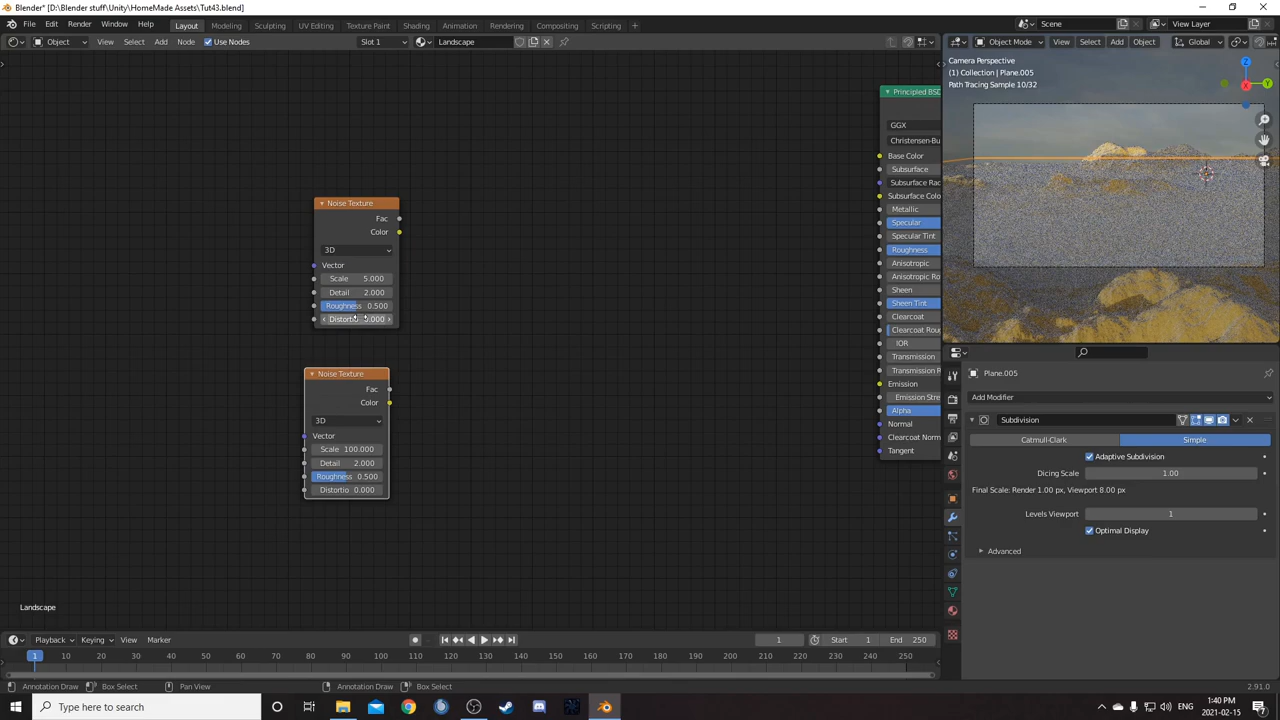 Blender* [D:\Blender stuff\HomeMade Assets\Tut43.blend]
File Edit Render Window Help Layout Modeling Sculpting UV Editing Texture Paint Shading Animation Rendering Compositing Scripting + Scene View Layer
Object View Select Add Node Use Nodes Slot 1 Landscape Object Mode View Select Add Object Global
Camera Perspective
(1) Collection | Plane.005
Path Tracing Sample 10/32
Noise Texture
Fac
Color
3D
Vector
Scale 5.000
Detail 2.000
Roughness 0.500
Distortio 0.000
Noise Texture
Fac
Color
3D
Vector
Scale 100.000
Detail 2.000
Roughness 0.500
Distortio 0.000
Principled BSD
GGX
Christensen-Bu
Base Color
Subsurface
Subsurface Rac
Subsurface Colo
Metallic
Specular
Specular Tint
Roughness
Anisotropic
Anisotropic Ro
Sheen
Sheen Tint
Clearcoat
Clearcoat Roug
IOR
Transmission
Transmission R
Emission
Emission Stre
Alpha
Normal
Clearcoat Norm
Tangent
X
Y
Z
Plane.005
Add Modifier
Subdivision
Catmull-Clark Simple
Adaptive Subdivision
Dicing Scale 1.00
Final Scale: Render 1.00 px, Viewport 8.00 px
Levels Viewport 1
Optimal Display
Advanced
Landscape
Playback Keying View Marker 1 Start 1 End 250
1 10 20 30 40 50 60 70 80 90 100 110 120 130 140 150 160 170 180 190 200 210 220 230 240 250
Annotation Draw Box Select Pan View Annotation Draw Box Select 2.91.0
Type here to search
ENG
1:40 PM
2021-02-15